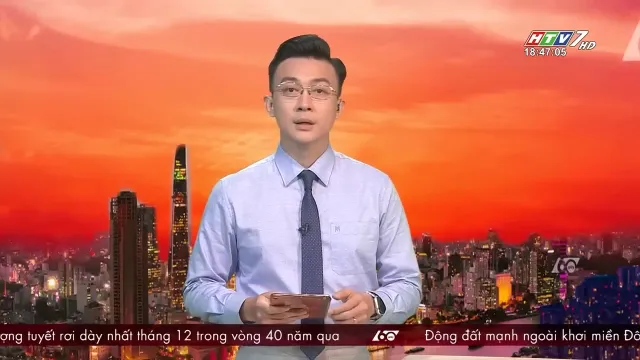 HTV7 HD
18:47:05
ợng tuyết rơi dày nhất tháng 12 trong vòng 40 năm qua 60 Động đất mạnh ngoài khơi miền Đô